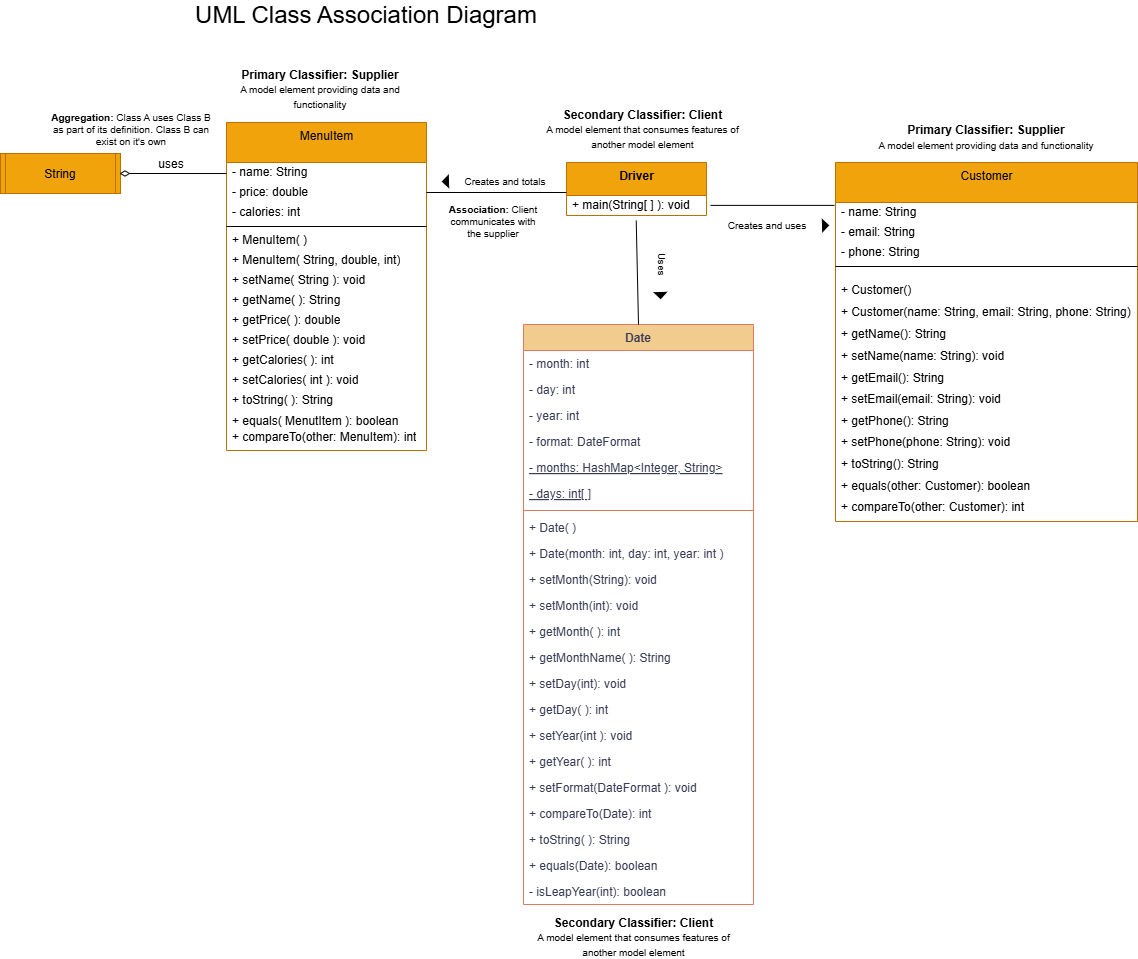 UML Class Association Diagram
Primary Classifier: Supplier
A model element providing data and
functionality
Aggregation: Class A uses Class B
as part of its definition. Class B can
exist on it's own
String
uses
MenuItem
- name: String
- price: double
- calories: int
+ MenuItem( )
+ MenuItem( String, double, int)
+ setName( String ): void
+ getName( ): String
+ getPrice( ): double
+ setPrice( double ): void
+ getCalories( ): int
+ setCalories( int ): void
+ toString( ): String
+ equals( MenutItem ): boolean
+ compareTo(other: MenuItem): int
Creates and totals
Association: Client
communicates with
the supplier
Secondary Classifier: Client
A model element that consumes features of
another model element
Driver
+ main(String[ ] ): void
Creates and uses
Uses
Primary Classifier: Supplier
A model element providing data and functionality
Customer
- name: String
- email: String
- phone: String
+ Customer()
+ Customer(name: String, email: String, phone: String)
+ getName(): String
+ setName(name: String): void
+ getEmail(): String
+ setEmail(email: String): void
+ getPhone(): String
+ setPhone(phone: String): void
+ toString(): String
+ equals(other: Customer): boolean
+ compareTo(other: Customer): int
Date
- month: int
- day: int
- year: int
- format: DateFormat
- months: HashMap<Integer, String>
- days: int[ ]
+ Date( )
+ Date(month: int, day: int, year: int )
+ setMonth(String): void
+ setMonth(int): void
+ getMonth( ): int
+ getMonthName( ): String
+ setDay(int): void
+ getDay( ): int
+ setYear(int ): void
+ getYear( ): int
+ setFormat(DateFormat ): void
+ compareTo(Date): int
+ toString( ): String
+ equals(Date): boolean
- isLeapYear(int): boolean
Secondary Classifier: Client
A model element that consumes features of
another model element